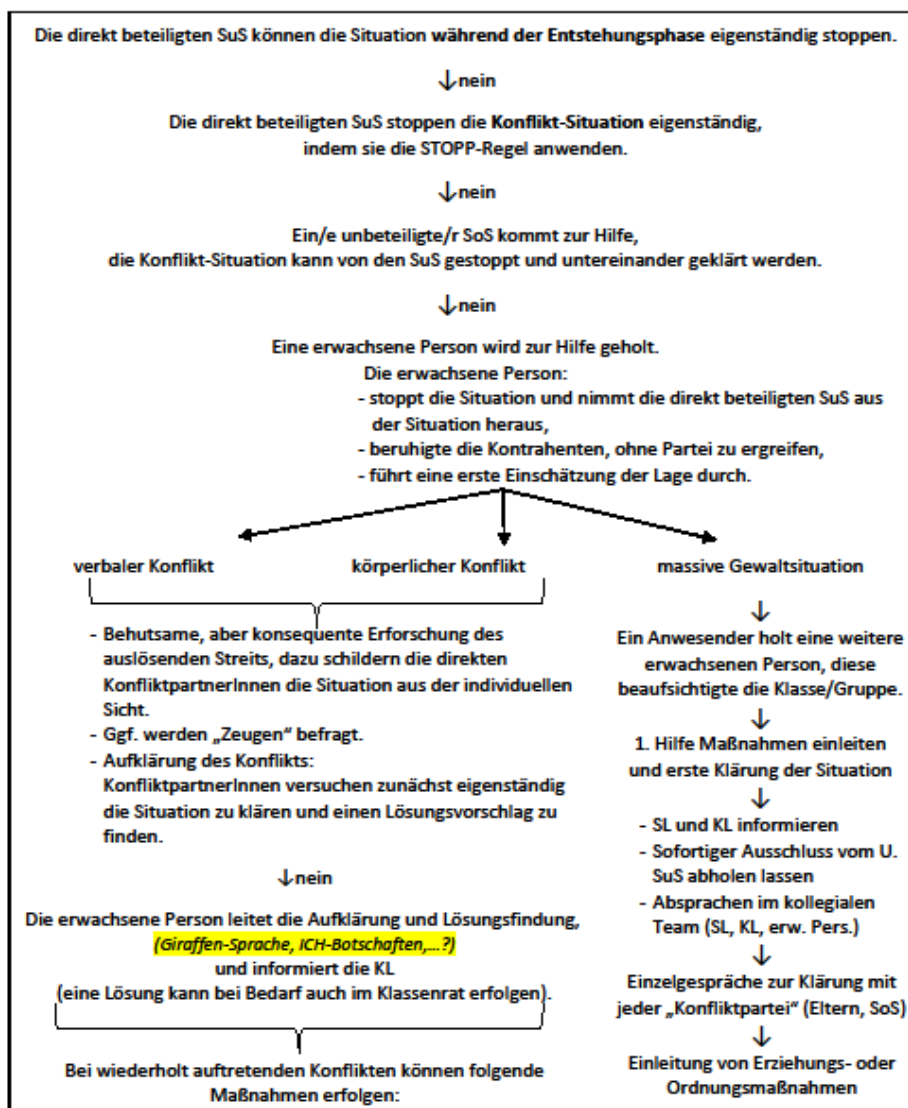 Die direkt beteiligten SuS können die Situation während der Entstehungsphase eigenständig stoppen.
↓nein
Die direkt beteiligten SuS stoppen die Konflikt-Situation eigenständig,
indem sie die STOPP-Regel anwenden.
↓nein
Ein/e unbeteiligte/r SoS kommt zur Hilfe,
die Konflikt-Situation kann von den SuS gestoppt und untereinander geklärt werden.
↓nein
Eine erwachsene Person wird zur Hilfe geholt.
Die erwachsene Person:
- stoppt die Situation und nimmt die direkt beteiligten SuS aus
der Situation heraus,
- beruhigte die Kontrahenten, ohne Partei zu ergreifen,
- führt eine erste Einschätzung der Lage durch.
verbaler Konflikt
körperlicher Konflikt
- Behutsame, aber konsequente Erforschung des
auslösenden Streits, dazu schildern die direkten
KonfliktpartnerInnen die Situation aus der individuellen
Sicht.
- Ggf. werden „Zeugen“ befragt.
- Aufklärung des Konflikts:
KonfliktpartnerInnen versuchen zunächst eigenständig
die Situation zu klären und einen Lösungsvorschlag zu
finden.
↓nein
Die erwachsene Person leitet die Aufklärung und Lösungsfindung,
(Giraffen-Sprache, ICH-Botschaften,...?)
und informiert die KL
(eine Lösung kann bei Bedarf auch im Klassenrat erfolgen).
Bei wiederholt auftretenden Konflikten können folgende
Maßnahmen erfolgen:
massive Gewaltsituation
↓
Ein Anwesender holt eine weitere
erwachsenen Person, diese
beaufsichtigte die Klasse/Gruppe.
↓
1. Hilfe Maßnahmen einleiten
und erste Klärung der Situation
↓
- SL und KL informieren
- Sofortiger Ausschluss vom U.
SuS abholen lassen
- Absprachen im kollegialen
Team (SL, KL, erw. Pers.)
↓
Einzelgespräche zur Klärung mit
jeder „Konfliktpartei“ (Eltern, SoS)
↓
Einleitung von Erziehungs- oder
Ordnungsmaßnahmen